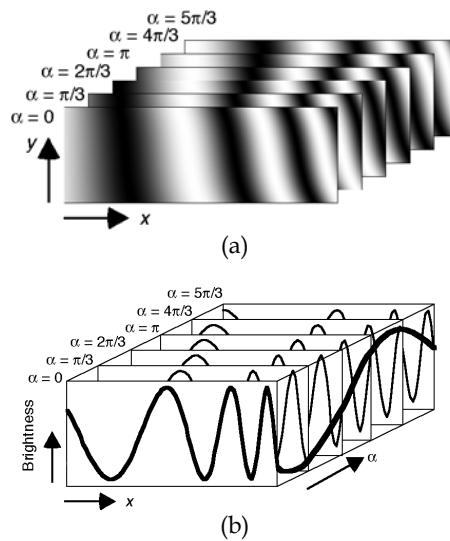 α = 5π/3
α = 4π/3
α = π
α = 2π/3
α = π/3
α = 0
y
x
(a)
α = 5π/3
α = 4π/3
α = π
α = 2π/3
α = π/3
α = 0
Brightness
α
x
(b)